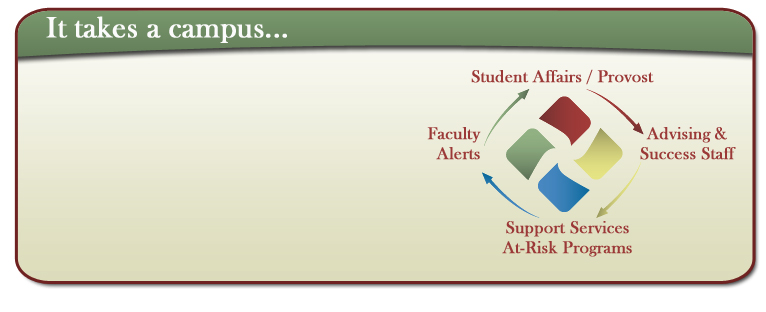 It takes a campus...
Student Affairs / Provost
Faculty
Alerts
Advising &
Success Staff
Support Services
At-Risk Programs